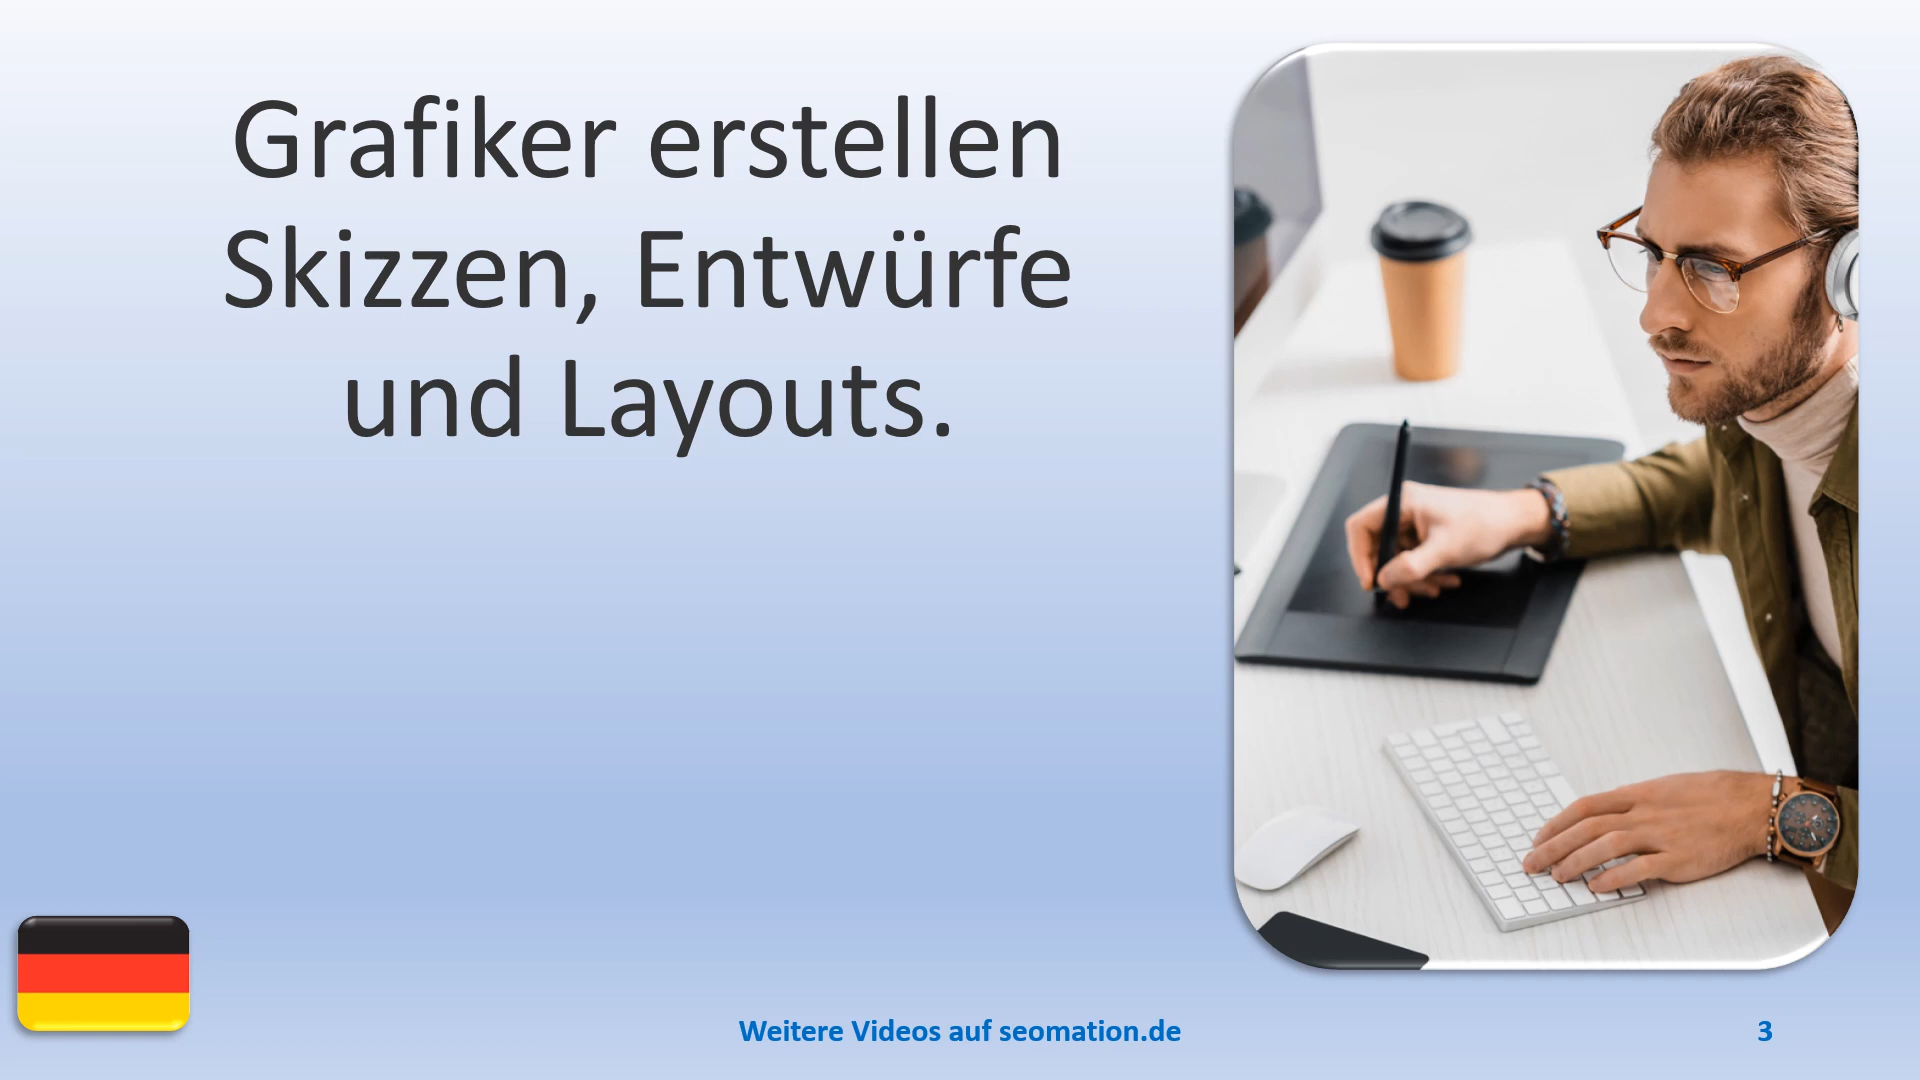 Grafiker erstellen
Skizzen, Entwürfe
und Layouts.
Weitere Videos auf seomation.de
3